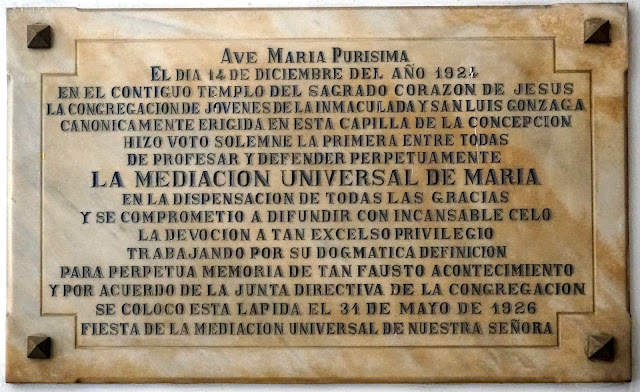 AVE MARIA PURISIMA
EL DIA 14 DE DICIEMBRE DEL AÑO 1924
EN EL CONTIGUO TEMPLO DEL SAGRADO CORAZON DE JESUS
LA CONGREGACION DE JOVENES DE LA INMACULADA Y SAN LUIS GONZAGA
CANONICAMENTE ERIGIDA EN ESTA CAPILLA DE LA CONCEPCION
HIZO VOTO SOLEMNE LA PRIMERA ENTRE TODAS
DE PROFESAR Y DEFENDER PERPETUAMENTE
LA MEDIACION UNIVERSAL DE MARIA
EN LA DISPENSACION DE TODAS LAS GRACIAS
Y SE COMPROMETIO A DIFUNDIR CON INCANSABLE CELO
LA DEVOCION A TAN EXCELSO PRIVILEGIO
TRABAJANDO POR SU DOGMATICA DEFINICION
PARA PERPETUA MEMORIA DE TAN FAUSTO ACONTECIMIENTO
Y POR ACUERDO DE LA JUNTA DIRECTIVA DE LA CONGREGACION
SE COLOCO ESTA LAPIDA EL 31 DE MAYO DE 1926
FIESTA DE LA MEDIACION UNIVERSAL DE NUESTRA SEÑORA